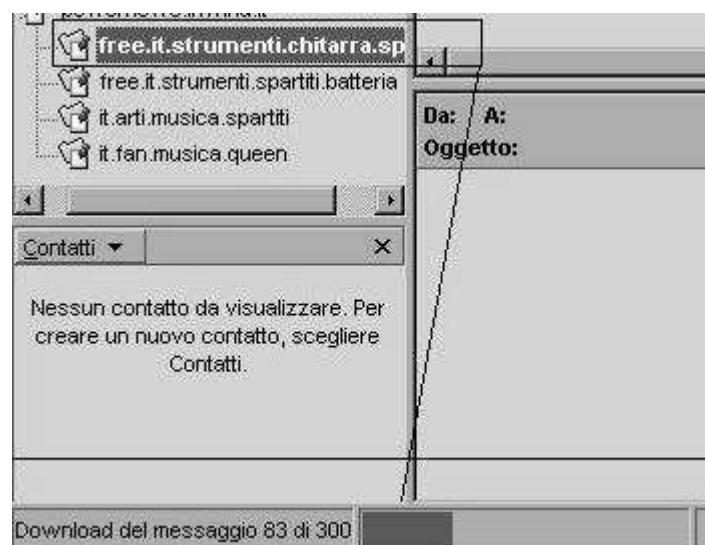 free.it.strumenti.chitarra.sp
free.it.strumenti.spartiti.batteria
it.arti.musica.spartiti
it.fan.musica.queen
Da: A:
Oggetto:
Contatti
Nessun contatto da visualizzare. Per
creare un nuovo contatto, scegliere
Contatti.
Download del messaggio 83 di 300